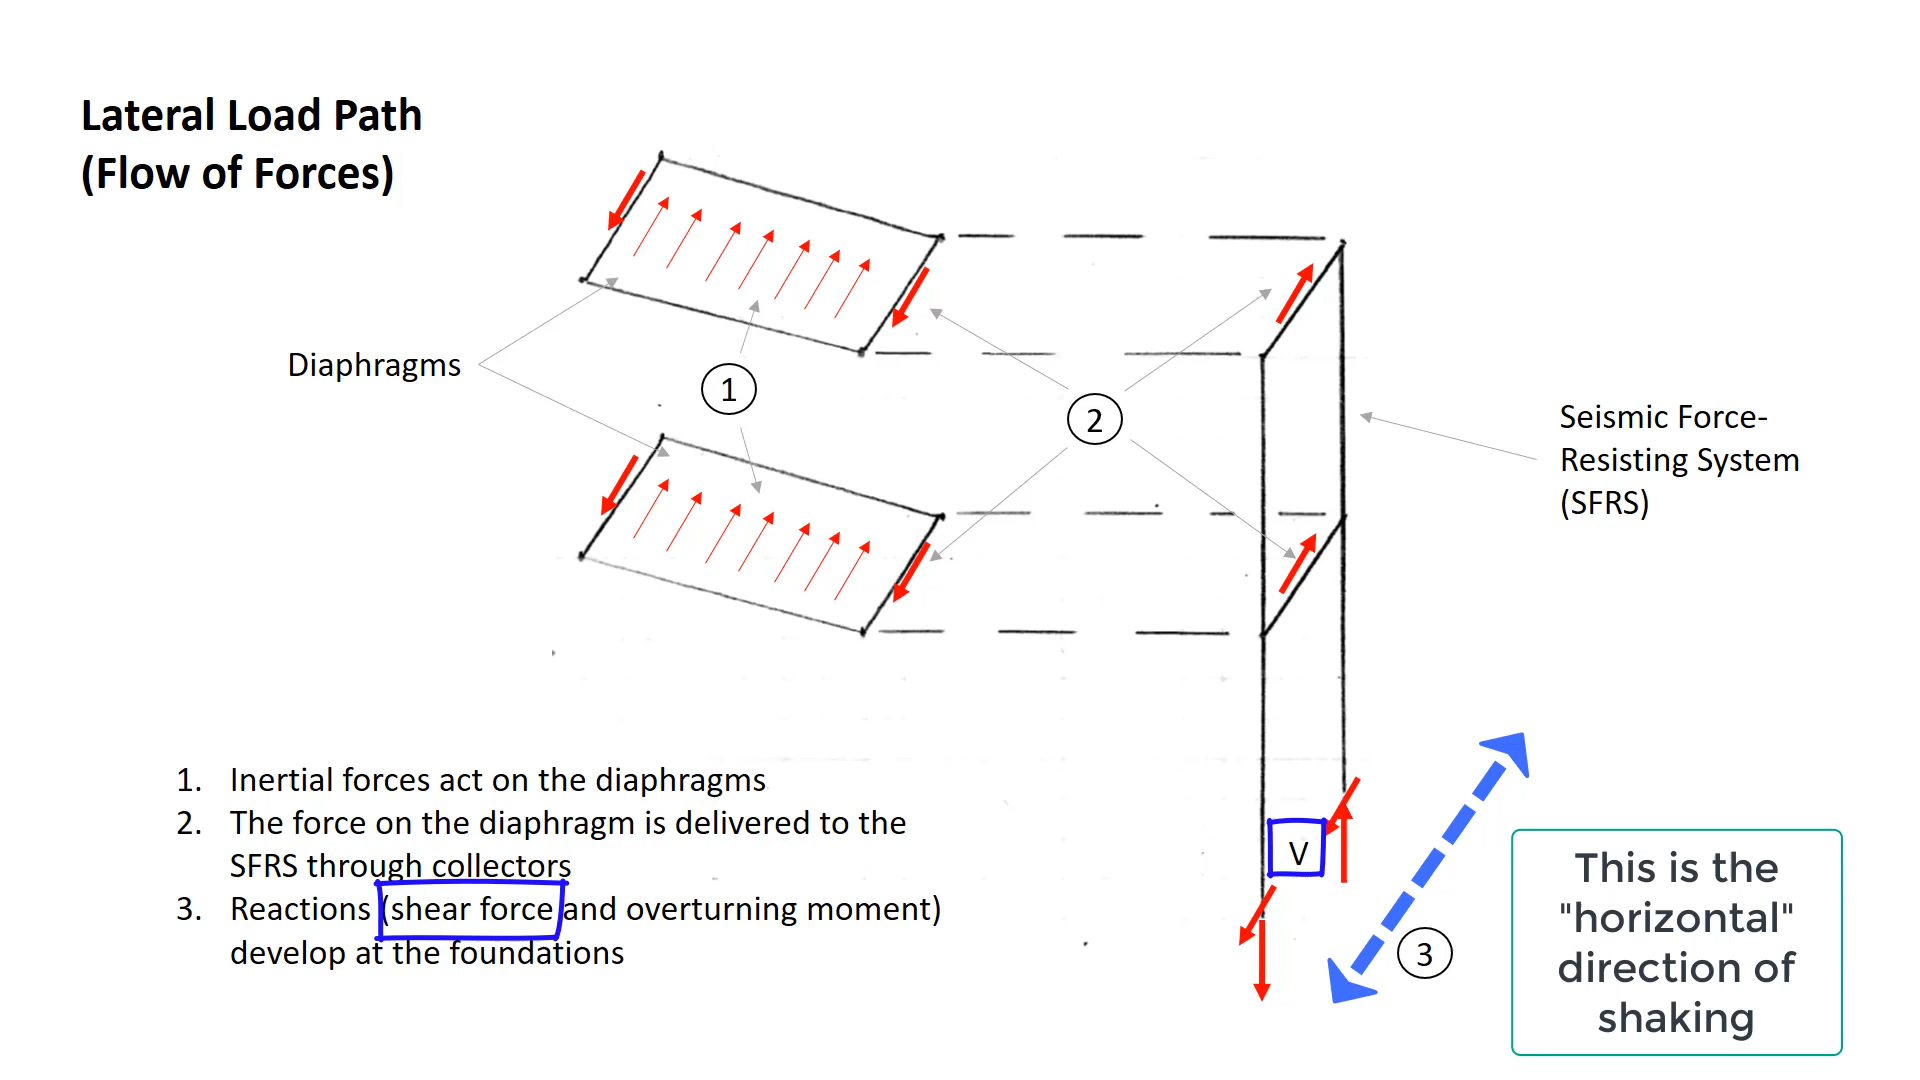 Lateral Load Path
(Flow of Forces)
Diaphragms
1
2
Seismic Force-
Resisting System
(SFRS)
1. Inertial forces act on the diaphragms
2. The force on the diaphragm is delivered to the
SFRS through collectors
3. Reactions (shear force and overturning moment)
develop at the foundations
V
3
This is the
"horizontal"
direction of
shaking